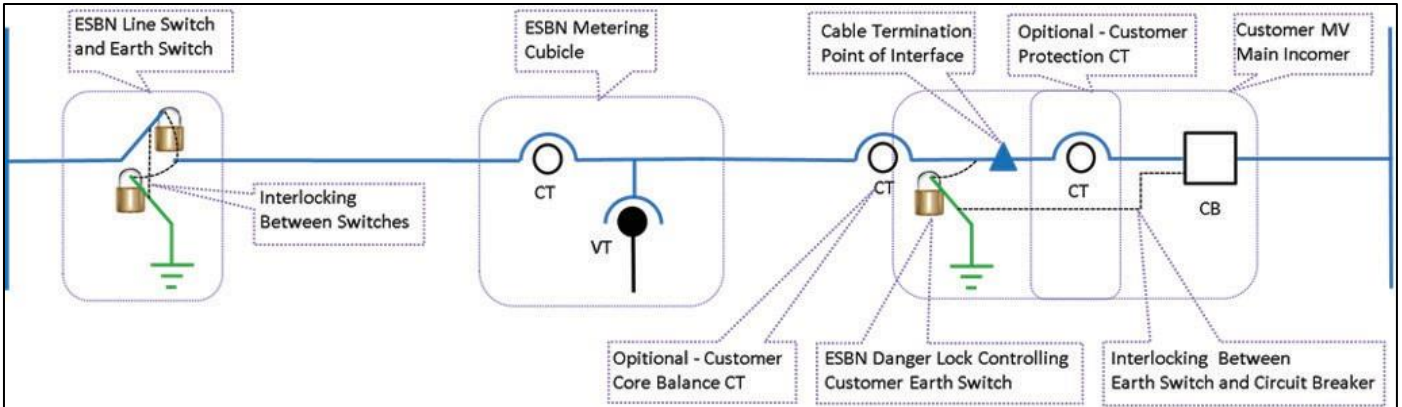 ESBN Line Switch
and Earth Switch
ESBN Metering
Cubicle
Cable Termination
Point of Interface
Opitional - Customer
Protection CT
Customer MV
Main Incomer
Interlocking
Between Switches
CT
VT
CT
CT
CB
Opitional - Customer
Core Balance CT
ESBN Danger Lock Controlling
Customer Earth Switch
Interlocking Between
Earth Switch and Circuit Breaker